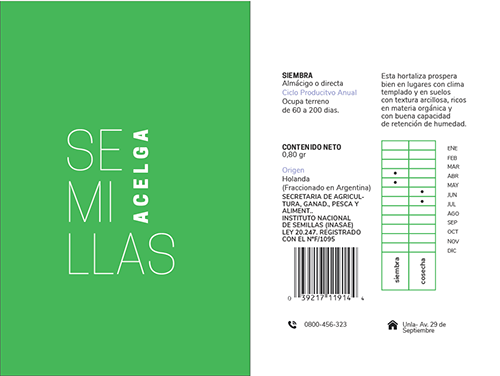 SE
MI
LLAS
ACELGA
SIEMBRA
Almácigo o directa
Ciclo Producitvo Anual
Ocupa terreno
de 60 a 200 dias.
CONTENIDO NETO
0,80 gr
Origen
Holanda
(Fraccionado en Argentina)
SECRETARIA DE AGRICUL-
TURA, GANAD., PESCA Y
ALIMENT..
INSTITUTO NACIONAL
DE SEMILLAS (INASAE)
LEY 20.247, REGISTRADO
CON EL NºF/1095
0 39217 11914 4
0800-456-323
Esta hortaliza prospera
bien en lugares con clima
templado y en suelos
con textura arcillosa, ricos
en materia orgánica y
con buena capacidad
de retención de humedad.
ENE
FEB
MAR
ABR
MAY
JUN
JUL
AGO
SEP
OCT
NOV
DIC
siembra
cosecha
Unla- Av. 29 de
Septiembre